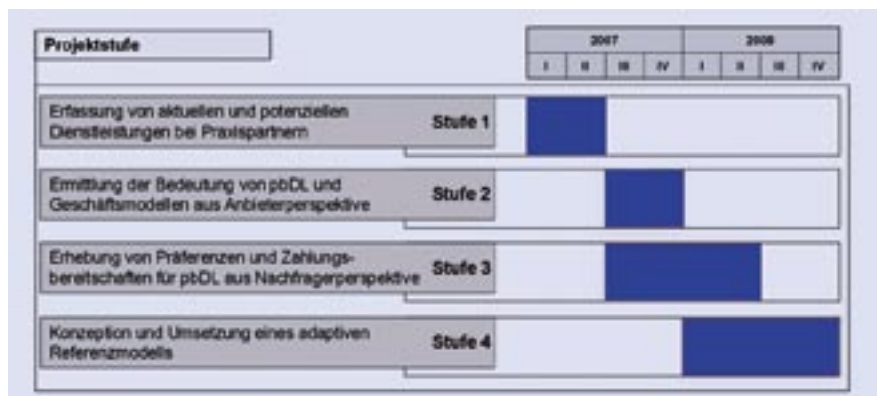 Projektstufe
2007 2008
I II III IV I II III IV
Erfassung von aktuellen und potenziellen
Dienstleistungen bei Praxispartnern
Stufe 1
Ermittlung der Bedeutung von pbDL und
Geschäftsmodellen aus Anbieterperspektive
Stufe 2
Erhebung von Präferenzen und Zahlungs-
bereitschaften für pbDL aus Nachfragerperspektive
Stufe 3
Konzeption und Umsetzung eines adaptiven
Referenzmodells
Stufe 4